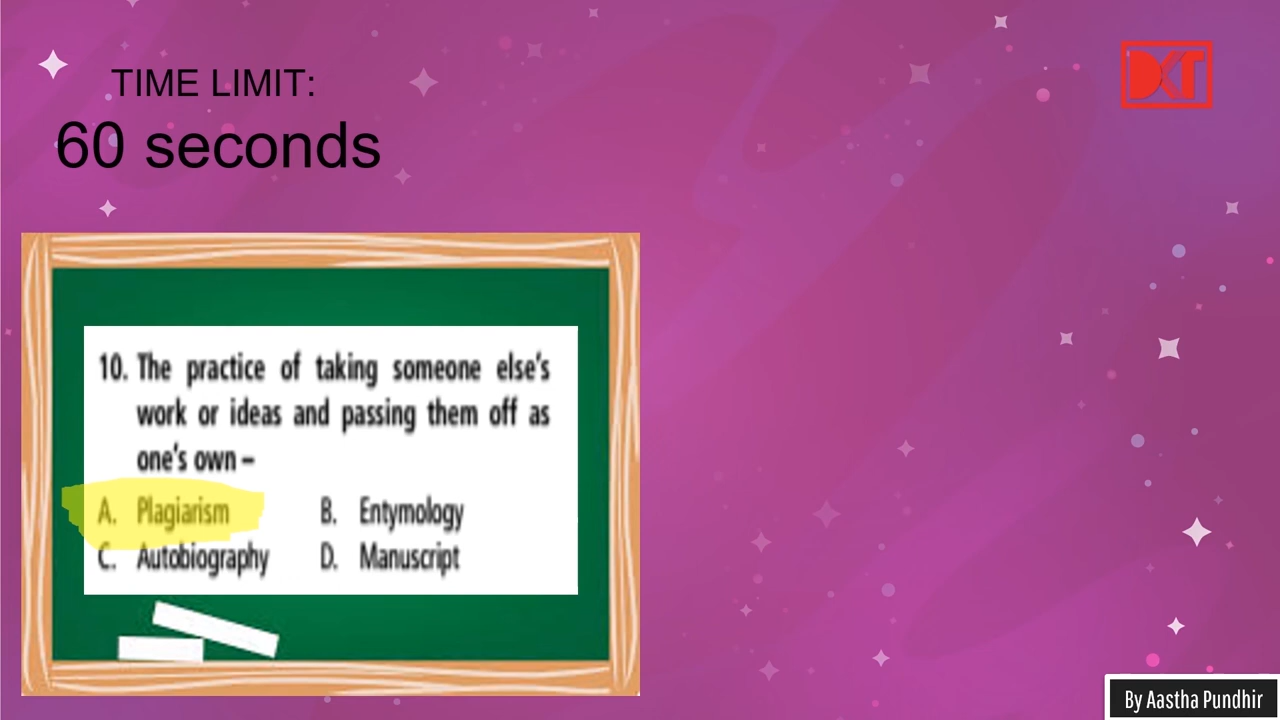 TIME LIMIT:
60 seconds
DKT
10. The practice of taking someone else's
work or ideas and passing them off as
one's own –
A. Plagiarism B. Entymology
C. Autobiography D. Manuscript
By Aastha Pundhir